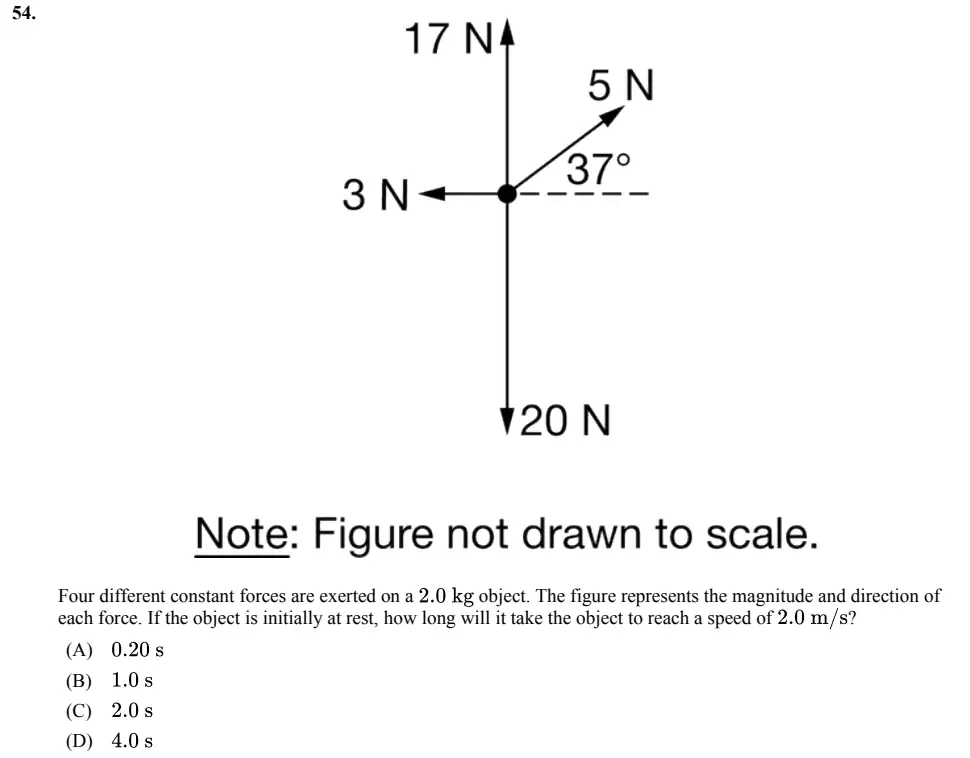 54.
17 N
5 N
37°
3 N
20 N
Note: Figure not drawn to scale.
Four different constant forces are exerted on a 2.0 kg object. The figure represents the magnitude and direction of
each force. If the object is initially at rest, how long will it take the object to reach a speed of 2.0 m/s?
(A) 0.20 s
(B) 1.0 s
(C) 2.0 s
(D) 4.0 s